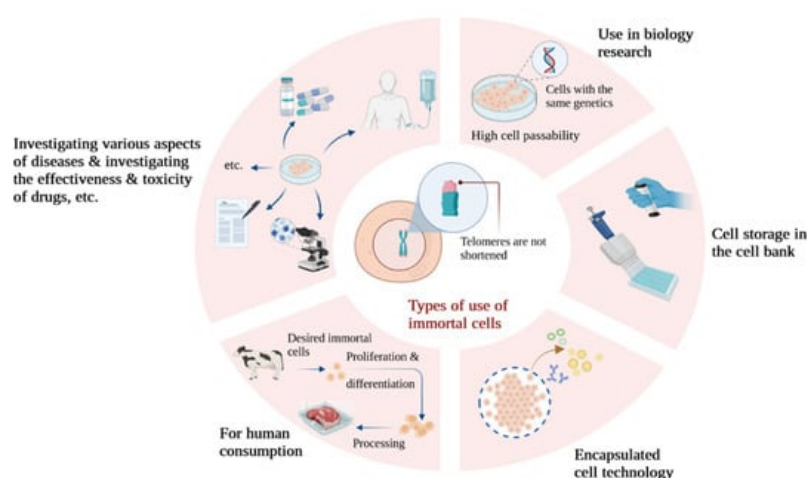 Use in biology
research
Cells with the
same genetics
High cell passability
Investigating various aspects
of diseases & investigating
the effectiveness & toxicity
of drugs, etc.
etc.
Telomeres are not
shortened
Cell storage in
the cell bank
Types of use of
immortal cells
Desired immortal
cells
Proliferation &
differentiation
Processing
For human
consumption
Encapsulated
cell technology